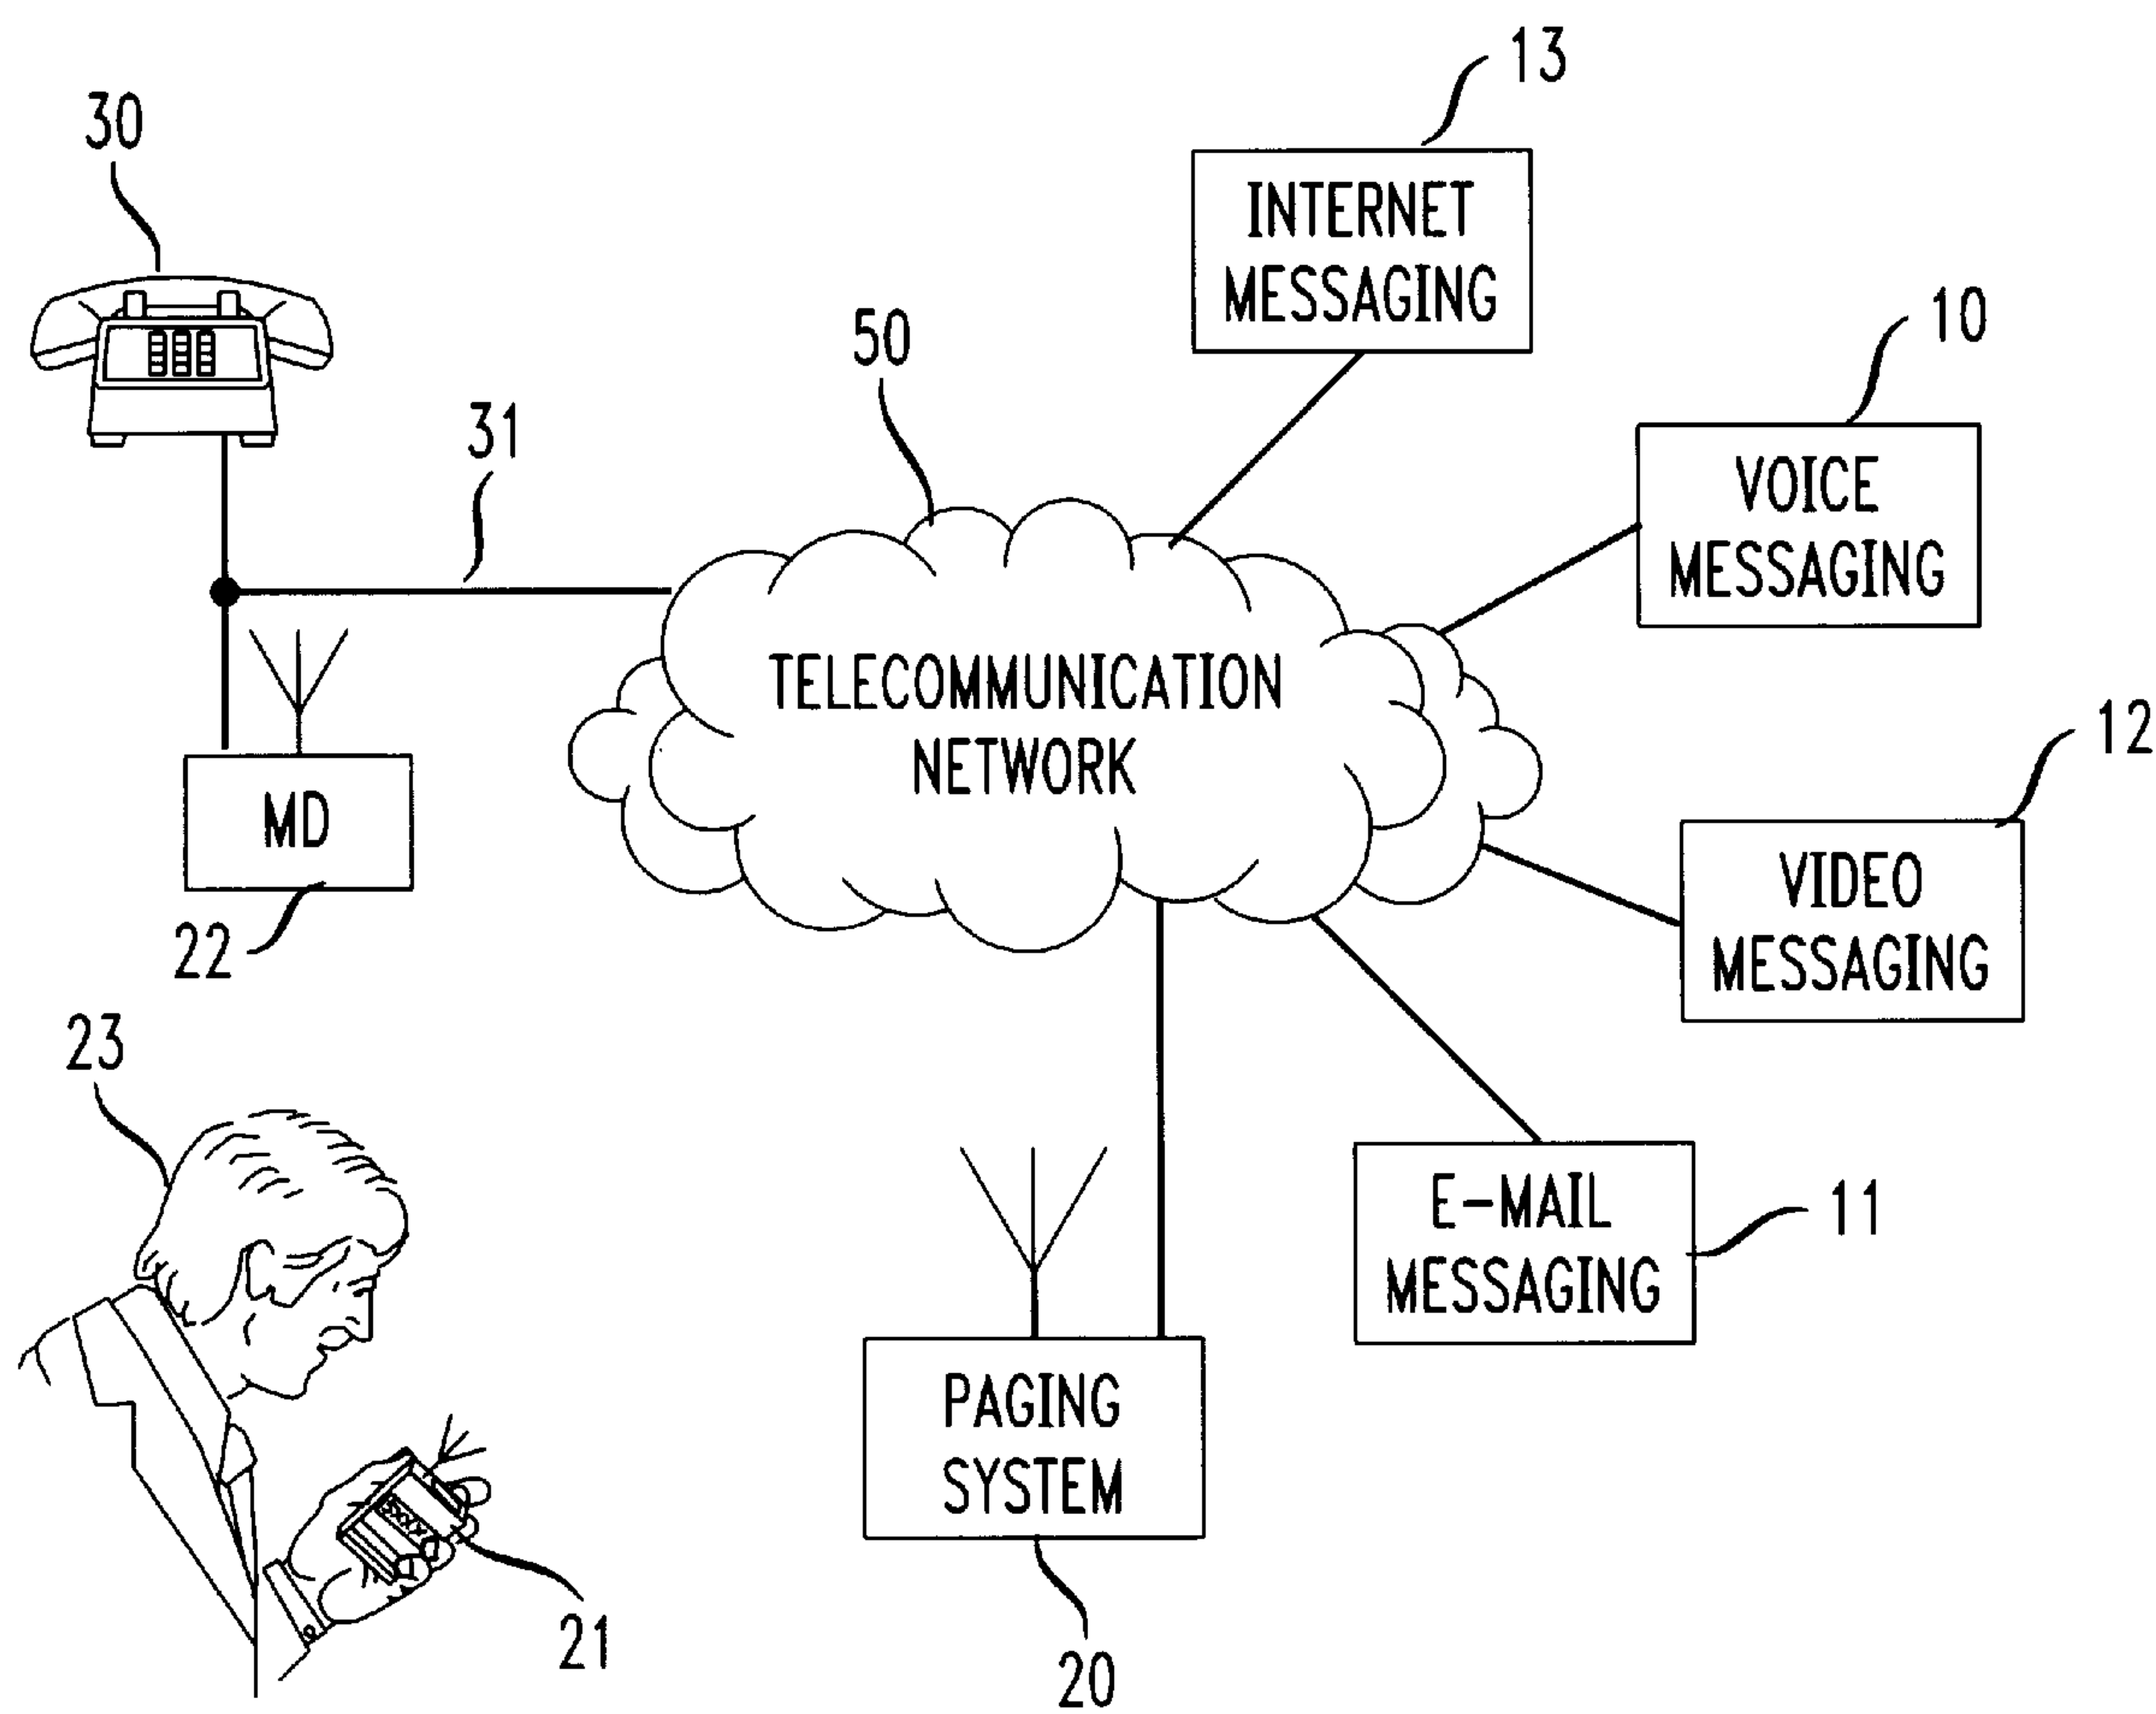 13
30
INTERNET
MESSAGING
10
50
31
VOICE
MESSAGING
TELECOMMUNICATION
NETWORK
12
MD
22
VIDEO
MESSAGING
23
E-MAIL
MESSAGING
11
PAGING
SYSTEM
21
20